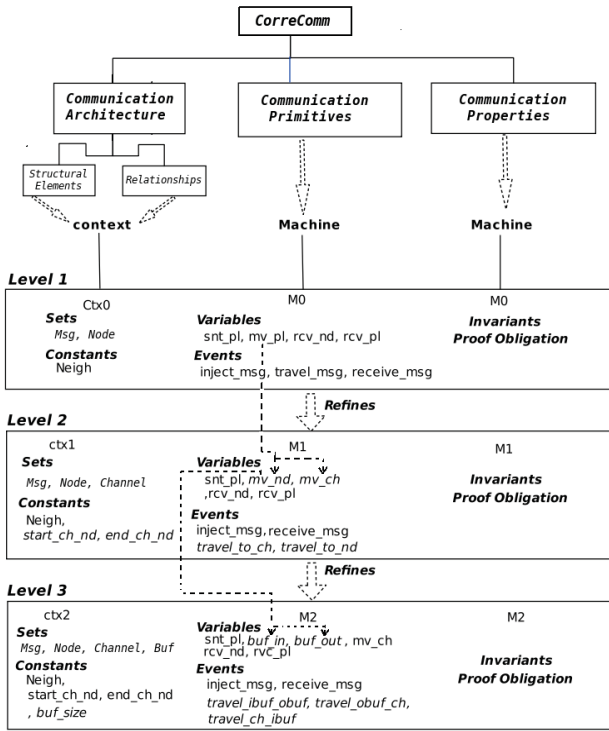 CorreComm
Communication
Architecture
Communication
Primitives
Communication
Properties
Structural
Elements
Relationships
context
Machine
Machine
Level 1
Ctx0
Sets
Msg, Node
Constants
Neigh
M0
Variables
snt_pl, mv_pl, rcv_nd, rcv_pl
Events
inject_msg, travel_msg, receive_msg
M0
Invariants
Proof Obligation
Refines
Level 2
ctx1
Sets
Msg, Node, Channel
Constants
Neigh,
start_ch_nd, end_ch_nd
M1
Variables
snt_pl, mv_nd, mv_ch
,rcv_nd, rcv_pl
Events
inject_msg, receive_msg
travel_to_ch, travel_to_nd
M1
Invariants
Proof Obligation
Refines
Level 3
ctx2
Sets
Msg, Node, Channel, Buf
Constants
Neigh,
start_ch_nd, end_ch_nd
, buf_size
M2
Variables
snt_pl, buf_in, buf_out, mv_ch
rcv_nd, rvc_pl
Events
inject_msg, receive_msg
travel_ibuf_obuf, travel_obuf_ch,
travel_ch_ibuf
M2
Invariants
Proof Obligation